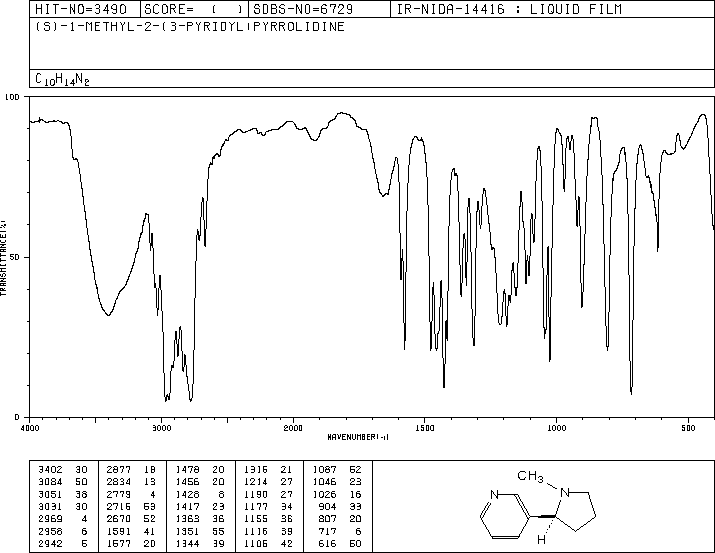 HIT-NO=3490 SCORE= ( ) SDBS-NO=6729 IR-NIDA-14416 : LIQUID FILM
(S)-1-METHYL-2-(3-PYRIDYL)PYRROLIDINE
C10H14N2
100
50
0
TRANSMITTANCE(%)
4000 3000 2000 1500 1000 500
WAVENUMBER(-1)
3402 30 2877 18 1478 20 1316 21 1087 52
3084 50 2834 13 1456 20 1214 27 1046 23
3051 38 2779 4 1428 8 1190 27 1026 16
3031 30 2716 53 1417 23 1177 34 904 33
2969 4 2670 52 1363 36 1155 36 807 20
2958 6 1591 41 1351 55 1116 39 717 6
2942 5 1577 20 1344 39 1106 42 616 50
CH3
N N
H